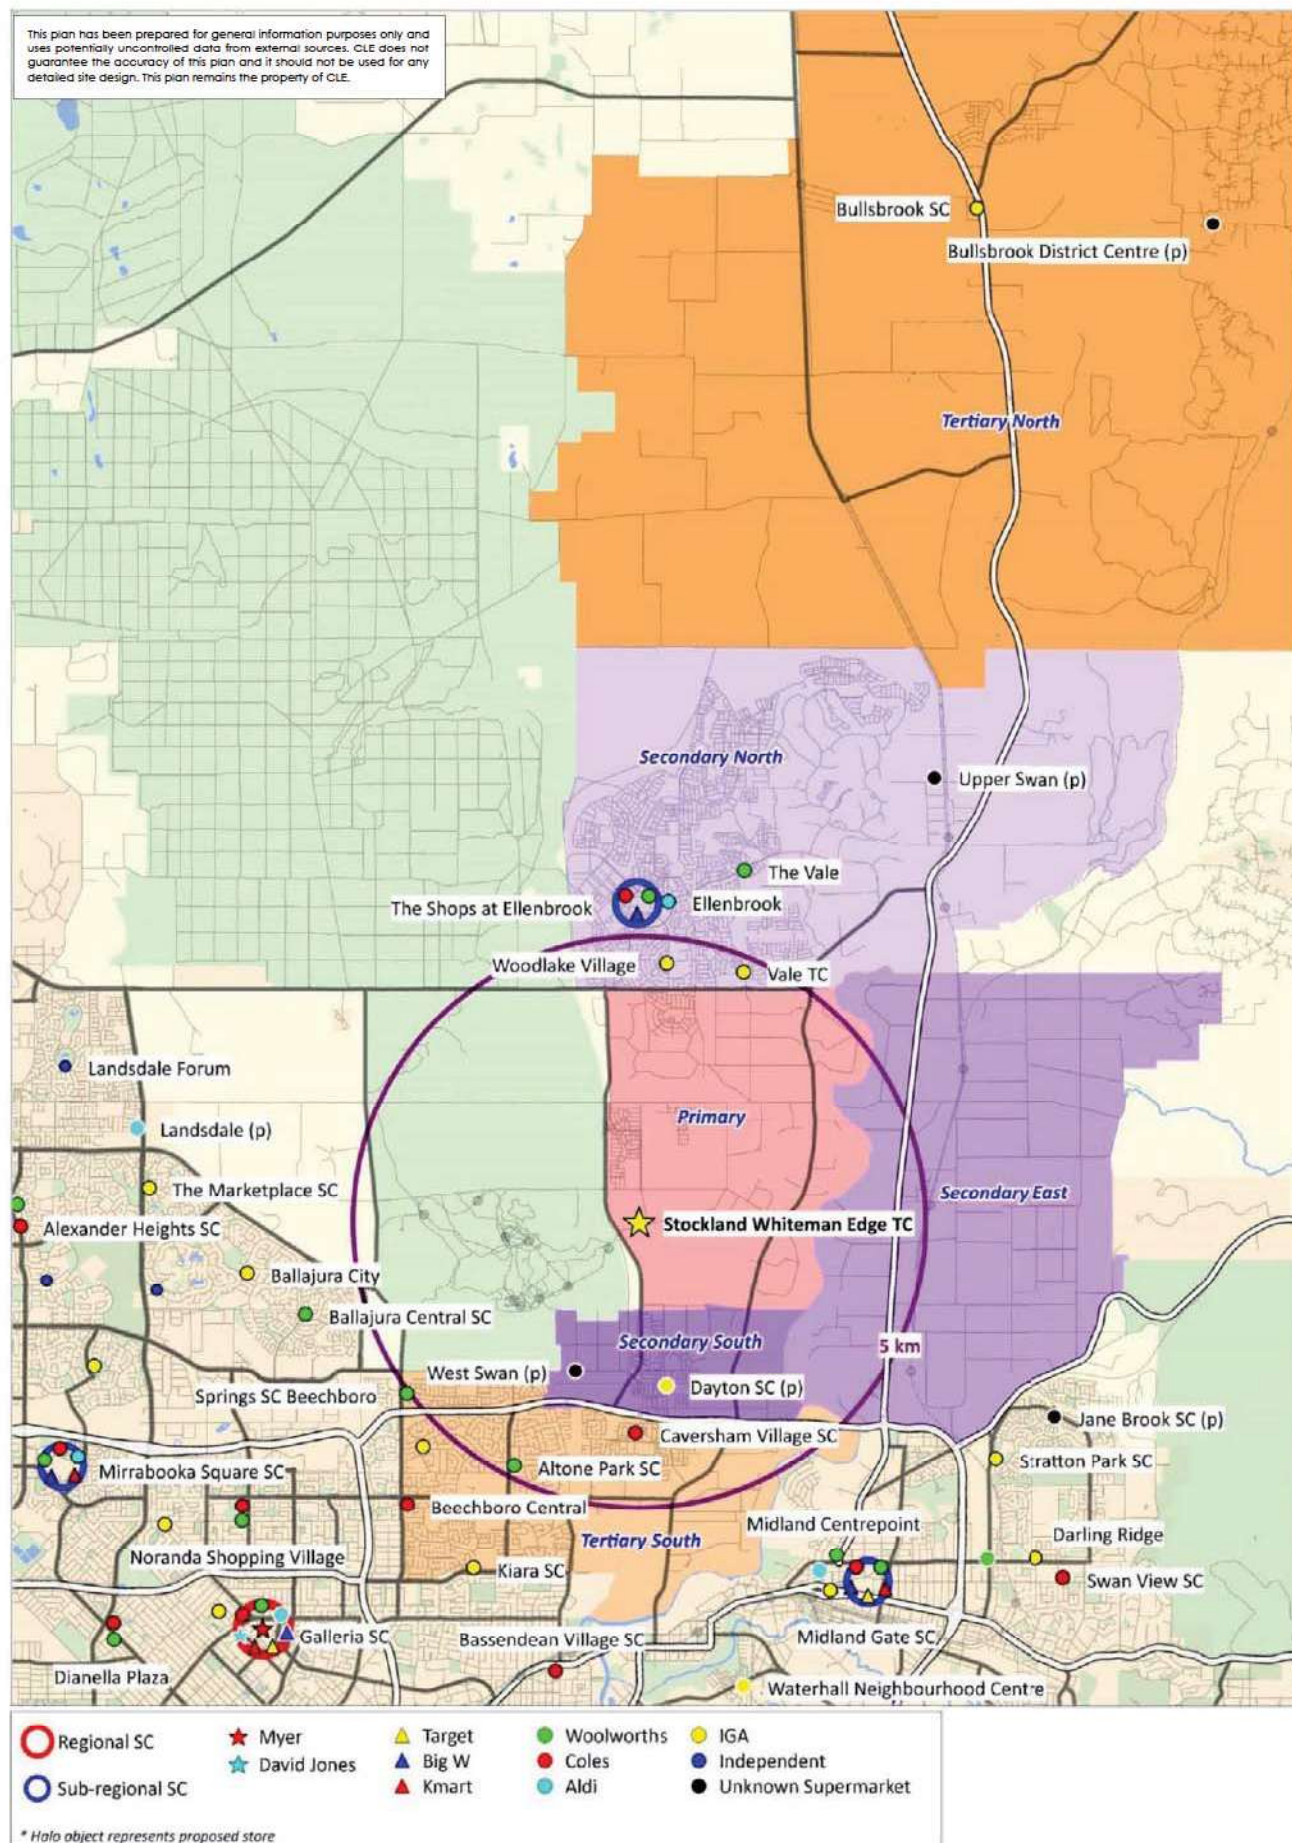 This plan has been prepared for general information purposes only and
uses potentially uncontrolled data from external sources. CLE does not
guarantee the accuracy of this plan and it should not be used for any
detailed site design. This plan remains the property of CLE.
Bullsbrook SC
Bullsbrook District Centre (p)
Tertiary North
Secondary North
Upper Swan (p)
The Vale
The Shops at Ellenbrook
Ellenbrook
Woodlake Village
Vale TC
Landsdale Forum
Primary
Landsdale (p)
The Marketplace SC
Secondary East
Alexander Heights SC
Stockland Whiteman Edge TC
Ballajura City
Ballajura Central SC
Secondary South
5 km
West Swan (p)
Dayton SC (p)
Springs SC Beechboro
Jane Brook SC (p)
Caversham Village SC
Stratton Park SC
Mirrabooka Square SC
Altone Park SC
Beechboro Central
Midland Centrepoint
Darling Ridge
Tertiary South
Noranda Shopping Village
Kiara SC
Swan View SC
Galleria SC
Bassendean Village SC
Midland Gate SC
Dianella Plaza
Waterhall Neighbourhood Centre
Regional SC
Myer
Target
Woolworths
IGA
David Jones
Big W
Coles
Independent
Sub-regional SC
Kmart
Aldi
Unknown Supermarket
* Halo object represents proposed store